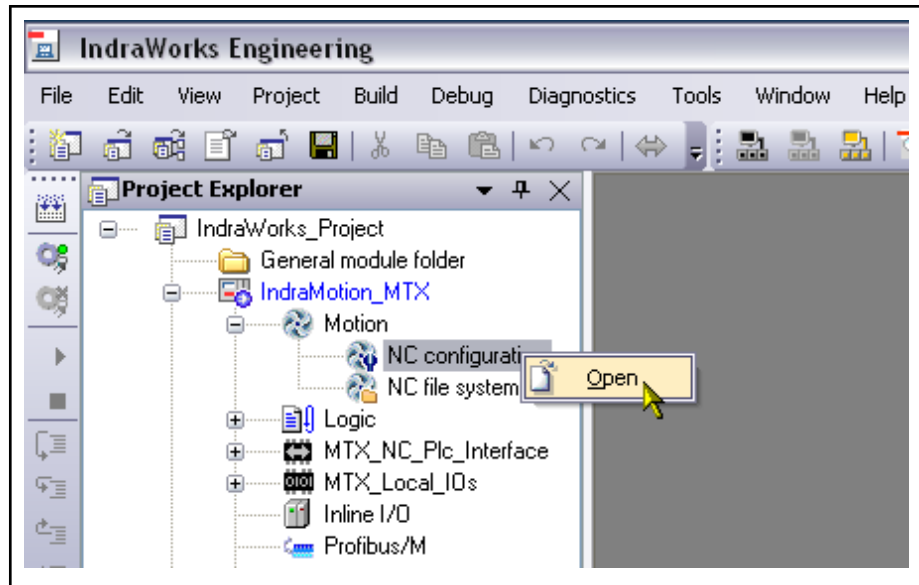 IndraWorks Engineering
File Edit View Project Build Debug Diagnostics Tools Window Help
Project Explorer
IndraWorks_Project
General module folder
IndraMotion_MTX
Motion
NC configurati
Open
NC file system
Logic
MTX_NC_Plc_Interface
MTX_Local_IOs
Inline I/O
Profibus/M